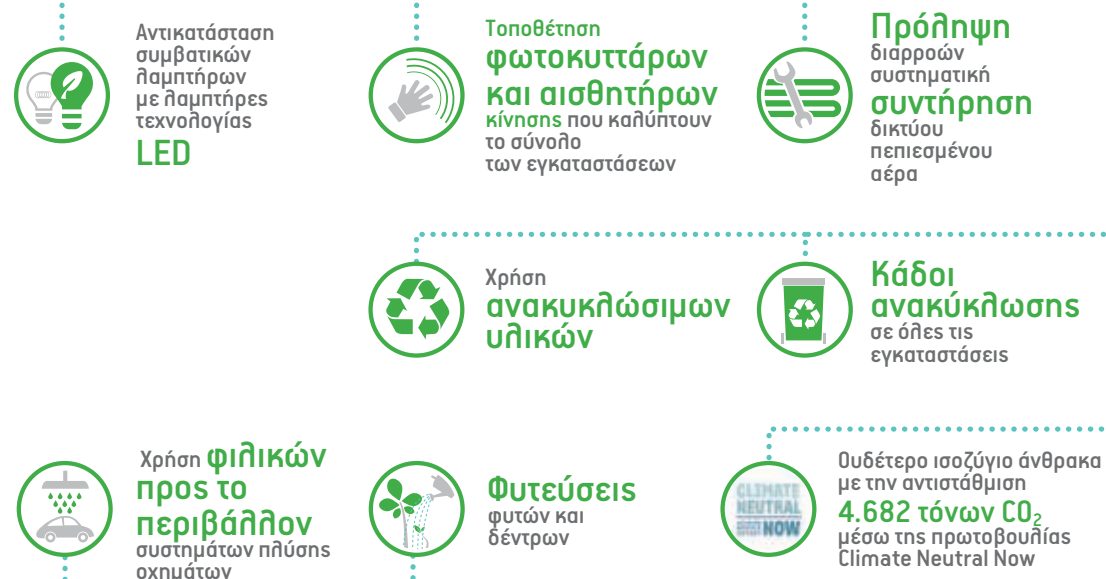 Αντικατάσταση
συμβατικών
λαμπτήρων
με λαμπτήρες
τεχνολογίας
LED
Τοποθέτηση
φωτοκυττάρων
και αισθητήρων
κίνησης που καλύπτουν
το σύνολο
των εγκαταστάσεων
Πρόληψη
διαρροών
συστηματική
συντήρηση
δικτύου
πεπιεσμένου
αέρα
Χρήση
ανακυκλώσιμων
υλικών
Κάδοι
ανακύκλωσης
σε όλες τις
εγκαταστάσεις
Χρήση φιλικών
προς το
περιβάλλον
συστημάτων πλύσης
οχημάτων
Φυτεύσεις
φυτών και
δέντρων
CLIMATE
NEUTRAL
NOW
Ουδέτερο ισοζύγιο άνθρακα
με την αντιστάθμιση
4.682 τόνων CO₂
μέσω της πρωτοβουλίας
Climate Neutral Now